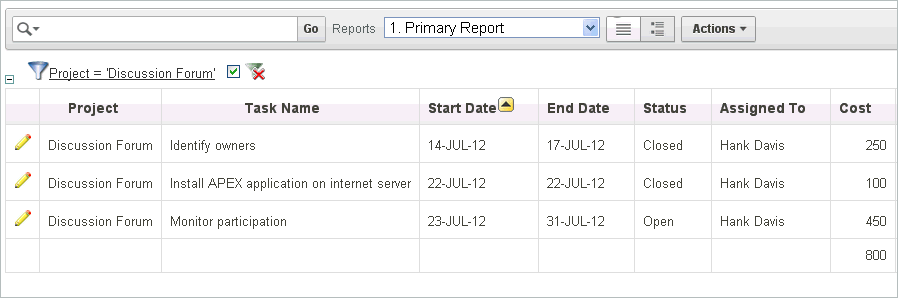 Go Reports 1. Primary Report Actions
Project = 'Discussion Forum'
Project Task Name Start Date End Date Status Assigned To Cost
Discussion Forum Identify owners 14-JUL-12 17-JUL-12 Closed Hank Davis 250
Discussion Forum Install APEX application on internet server 22-JUL-12 22-JUL-12 Closed Hank Davis 100
Discussion Forum Monitor participation 23-JUL-12 31-JUL-12 Open Hank Davis 450
800